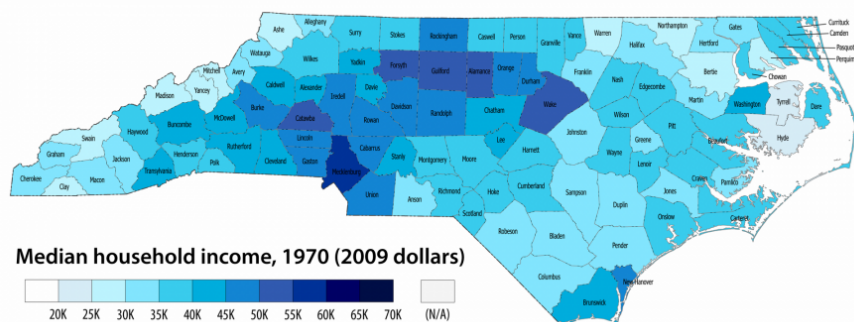 Ashe
Alleghany
Surry
Stokes
Rockingham
Caswell
Person
Granville
Vance
Warren
Northampton
Gates
Currituck
Camden
Pasquot
Perquim
Watauga
Wilkes
Yadkin
Forsyth
Guilford
Alamance
Orange
Durham
Franklin
Halifax
Hertford
Bertie
Chowan
Mitchell
Avery
Yancey
Madison
Caldwell
Alexander
Iredell
Davie
Davidson
Randolph
Chatham
Wake
Nash
Edgecombe
Martin
Washington
Tyrrell
Dare
Swain
Haywood
Buncombe
McDowell
Burke
Catawba
Rowan
Lee
Johnston
Wilson
Pitt
Beaufort
Hyde
Graham
Jackson
Henderson
Rutherford
Polk
Cleveland
Lincoln
Gaston
Cabarrus
Stanly
Montgomery
Moore
Harnett
Wayne
Greene
Lenoir
Craven
Pamlico
Cherokee
Clay
Macon
Transylvania
Mecklenburg
Union
Anson
Richmond
Hoke
Cumberland
Sampson
Duplin
Jones
Onslow
Carteret
Scotland
Robeson
Bladen
Pender
Columbus
Brunswick
New Hanover
Median household income, 1970 (2009 dollars)
20K 25K 30K 35K 40K 45K 50K 55K 60K 65K 70K (N/A)